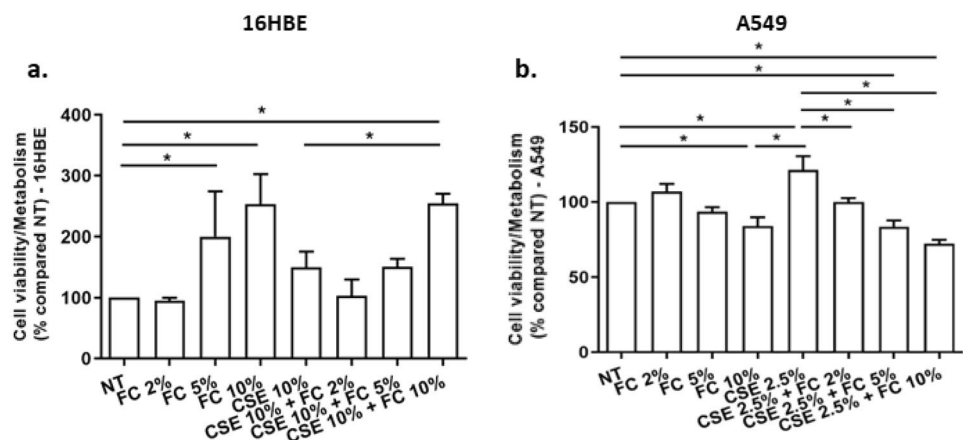 16HBE
A549
a.
b.
*
*
*
*
*
*
*
*
*
*
*
*
Cell viability/Metabolism
(% compared NT) - 16HBE
400
300
200
100
0
NT
FC 2%
FC 5%
FC 10%
CSE 10%
CSE 10% + FC 2%
CSE 10% + FC 5%
CSE 10% + FC 10%
Cell viability/Metabolism
(% compared NT) - A549
150
100
50
0
NT
FC 2%
FC 5%
FC 10%
CSE 2.5%
CSE 2.5% + FC 2%
CSE 2.5% + FC 5%
CSE 2.5% + FC 10%